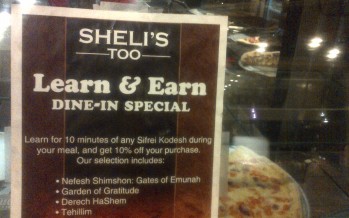 SHELI'S
TOO
Learn & Earn
DINE-IN SPECIAL
Learn for 10 minutes of any Sifrei Kodesh during
your meal, and get 10% off your purchase.
Our selection includes:
• Nefesh Shimshon: Gates of Emunah
• Garden of Gratitude
• Derech HaShem
• Tehillim